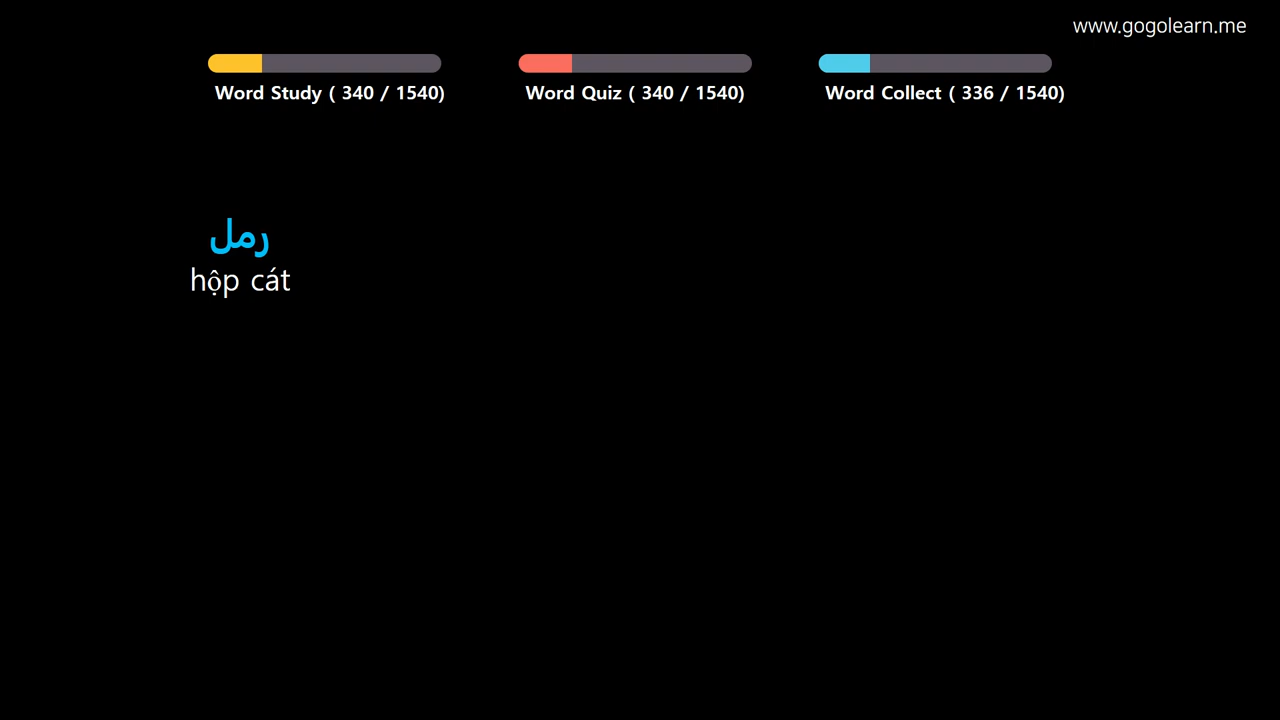 www.gogolearn.me
Word Study ( 340 / 1540)
Word Quiz ( 340 / 1540)
Word Collect ( 336 / 1540)
رمل
hộp cát